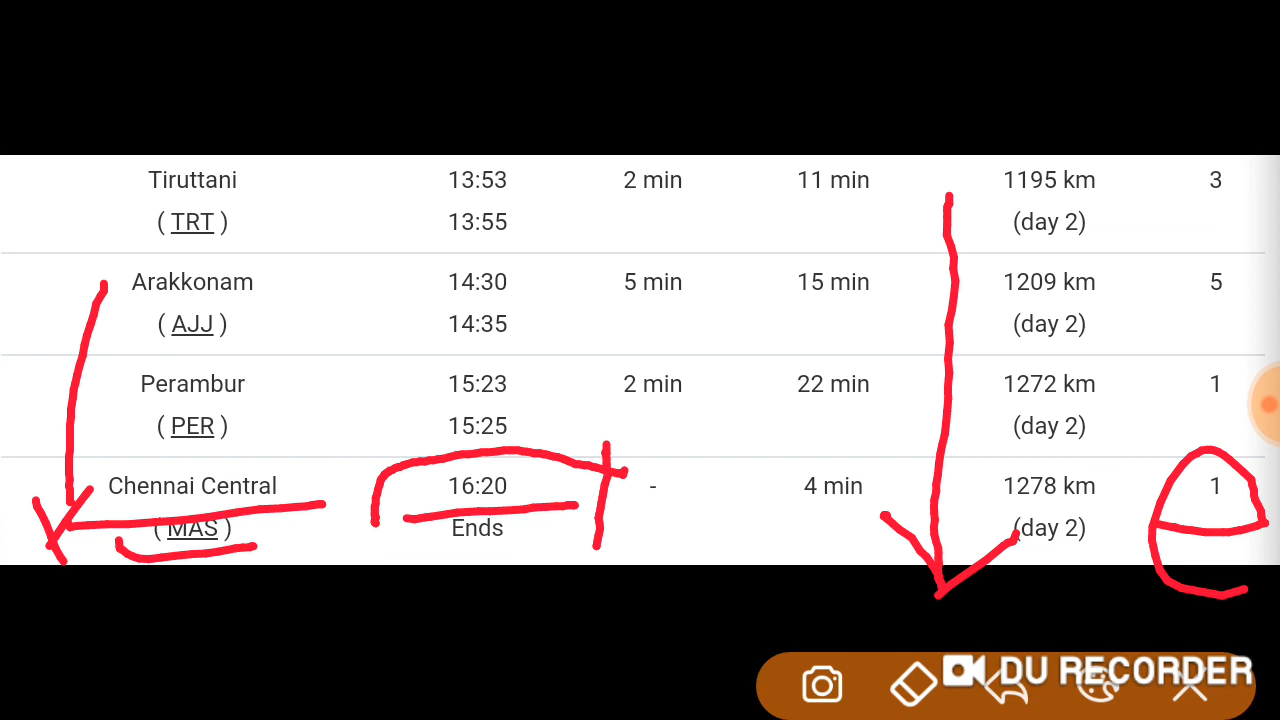 Tiruttani 13:53 2 min 11 min 1195 km 3
( TRT ) 13:55 (day 2)
Arakkonam 14:30 5 min 15 min 1209 km 5
( AJJ ) 14:35 (day 2)
Perambur 15:23 2 min 22 min 1272 km 1
( PER ) 15:25 (day 2)
Chennai Central 16:20 - 4 min 1278 km 1
( MAS ) Ends (day 2)
DU RECORDER